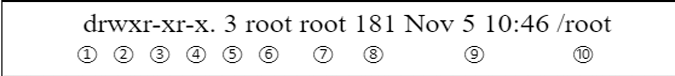 drwxr-xr-x. 3 root root 181 Nov 5 10:46 /root
① ② ③ ④ ⑤ ⑥ ⑦ ⑧ ⑨ ⑩